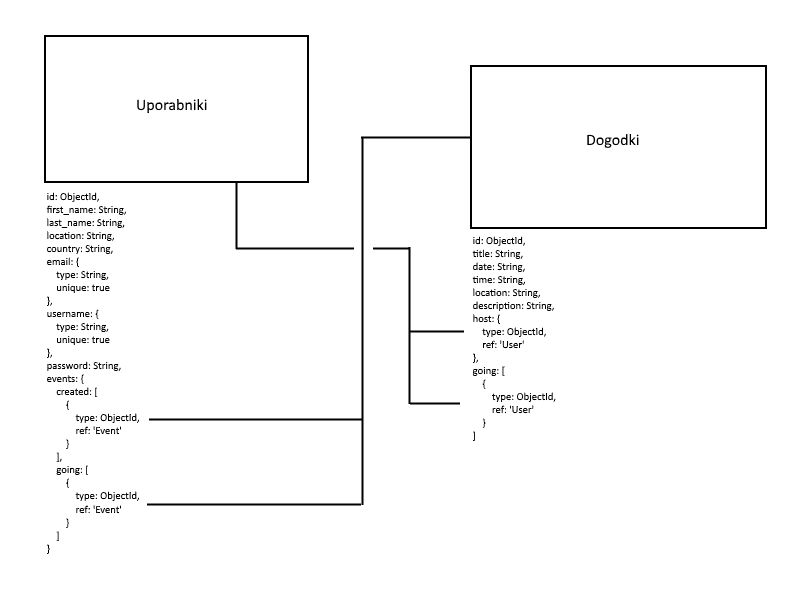 Uporabniki
id: ObjectId,
first_name: String,
last_name: String,
location: String,
country: String,
email: {
type: String,
unique: true
},
username: {
type: String,
unique: true
},
password: String,
events: {
created: [
{
type: ObjectId,
ref: 'Event'
}
],
going: [
{
type: ObjectId,
ref: 'Event'
}
]
}
Dogodki
id: ObjectId,
title: String,
date: String,
time: String,
location: String,
description: String,
host: {
type: ObjectId,
ref: 'User'
},
going: [
{
type: ObjectId,
ref: 'User'
}
]